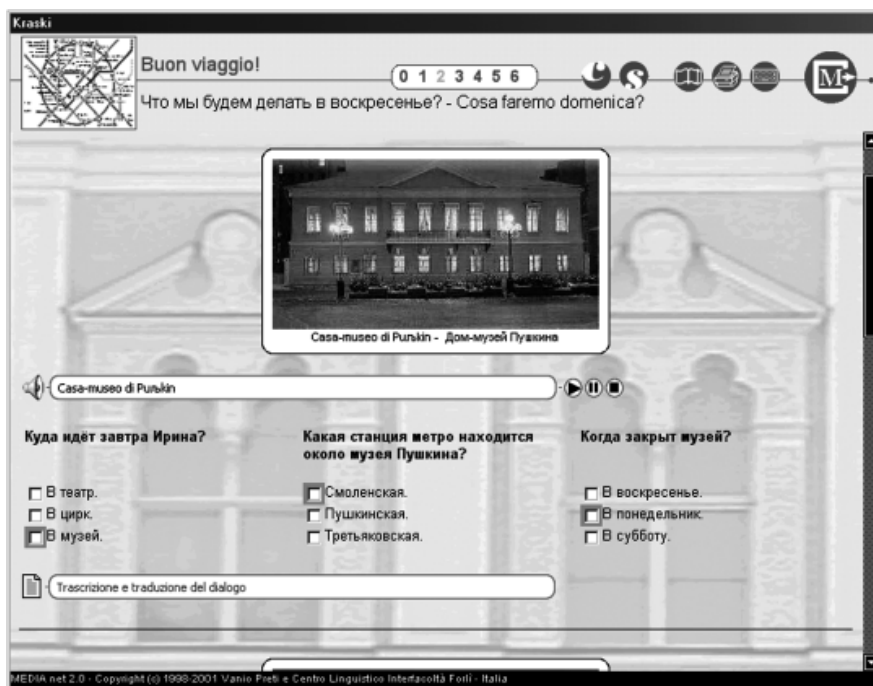 Kraski
Buon viaggio!
0 1 2 3 4 5 6
M
Что мы будем делать в воскресенье? - Cosa faremo domenica?
Casa-museo di Puљkin - Дом-музей Пушкина
Casa-museo di Puљkin
Куда идёт завтра Ирина?
В театр.
В цирк.
В музей.
Какая станция метро находится
около музея Пушкина?
Смоленская.
Пушкинская.
Третьяковская.
Когда закрыт музей?
В воскресенье.
В понедельник.
В субботу.
Trascrizione e traduzione del dialogo
MEDIA net 2.0 - Copyright (c) 1998-2001 Vanio Preti e Centro Linguistico Interfacoltà Forlì - Italia